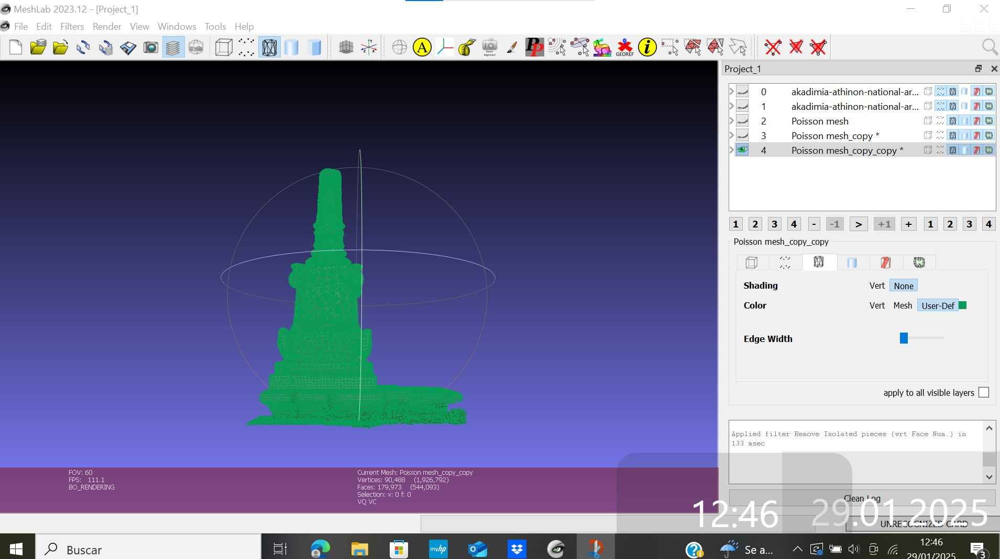 MeshLab 2023.12 - [Project_1]
File Edit Filters Render View Windows Tools Help
A
Raster Alignment
PP
GEOREF
i
Project_1
0 akadimia-athinon-national-ar...
1 akadimia-athinon-national-ar...
2 Poisson mesh
3 Poisson mesh_copy *
4 Poisson mesh_copy_copy *
1 2 3 4 - -1 > +1 + 1 2 3 4
Poisson mesh_copy_copy
Shading Vert None
Color Vert Mesh User-Def
Edge Width
apply to all visible layers
Applied filter Remove Isolated pieces (wrt Face Num.) in
133 msec
Clean Log
FOV: 60
FPS: 111.1
BO_RENDERING
Current Mesh: Poisson mesh_copy_copy
Vertices: 90,488 (1,926,792)
Faces: 179,973 (544,093)
Selection: v: 0 f: 0
VQ VC
12:46 29.01.2025
UNRECOGNIZED CARD
Buscar
myhp
Se a...
12:46
29/01/2025
3